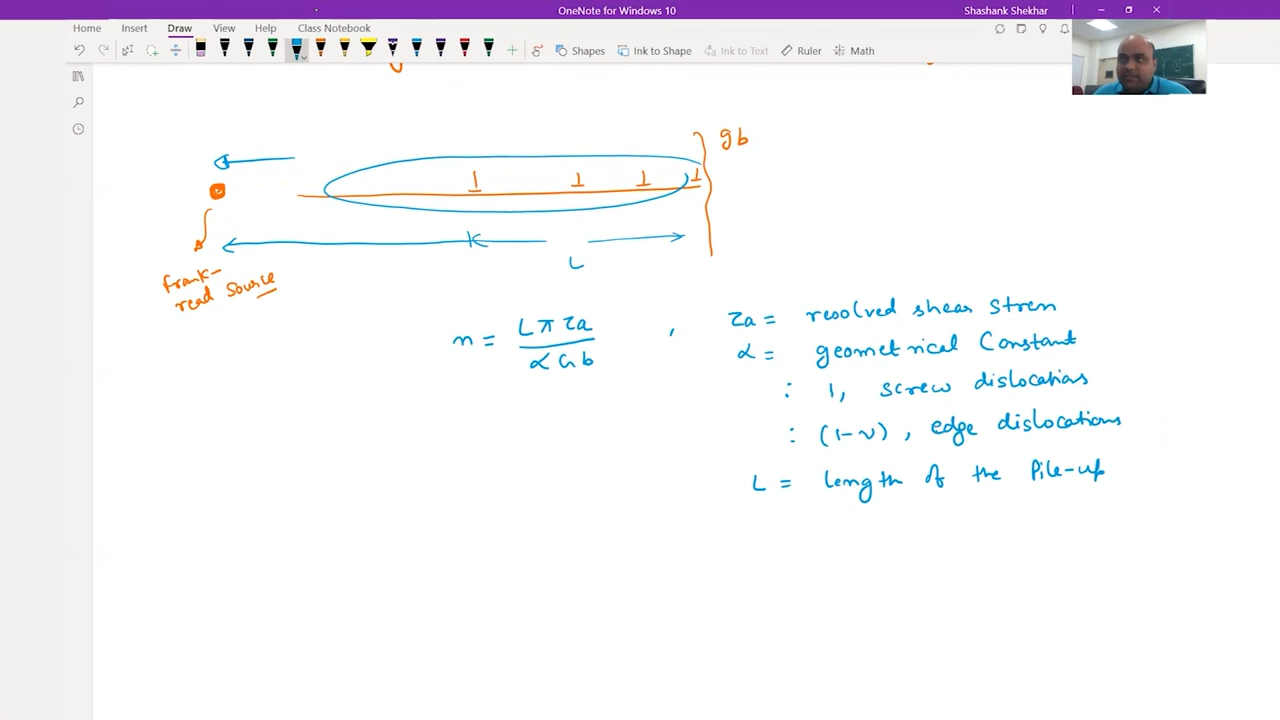 OneNote for Windows 10
Shashank Shekhar
Home Insert Draw View Help Class Notebook
Shapes Ink to Shape Ink to Text Ruler Math
gb
frank-
read source
L
n = Lπτa / αGb , τa = resolved shear stress
α = geometrical Constant
: 1, screw dislocations
: (1-ν), edge dislocations
L = length of the Pile-up